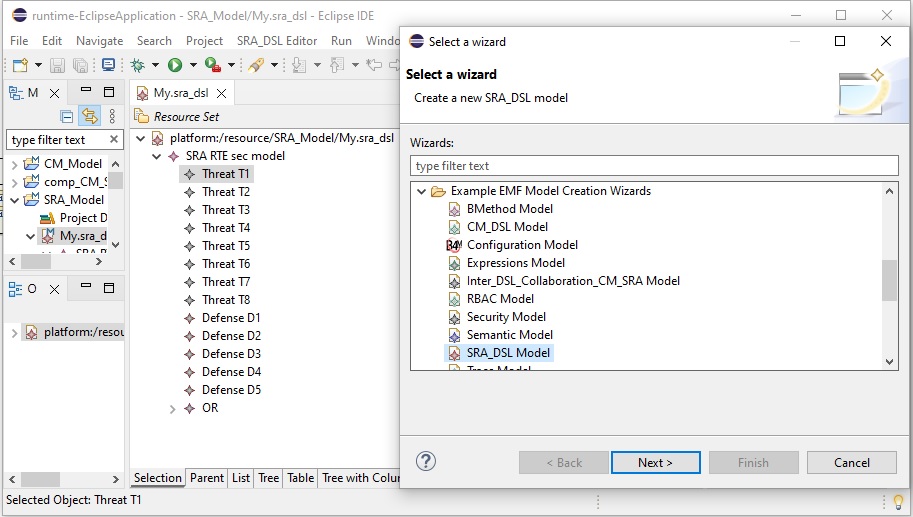 runtime-EclipseApplication - SRA_Model/My.sra_dsl - Eclipse IDE
File Edit Navigate Search Project SRA_DSL Editor Run
M
type filter text
CM_Model
SRA_Model
Project D
My.sra_d
O
platform:/resou
My.sra_dsl
Resource Set
platform:/resource/SRA_Model/My.sra_dsl
SRA RTE sec model
Threat T1
Threat T2
Threat T3
Threat T4
Threat T5
Threat T6
Threat T7
Threat T8
Defense D1
Defense D2
Defense D3
Defense D4
Defense D5
OR
Selection Parent List Tree Table Tree with Colu
Selected Object: Threat T1
Select a wizard
Select a wizard
Create a new SRA_DSL model
Wizards:
type filter text
Example EMF Model Creation Wizards
BMethod Model
CM_DSL Model
Configuration Model
Expressions Model
Inter_DSL_Collaboration_CM_SRA Model
RBAC Model
Security Model
Semantic Model
SRA_DSL Model
< Back Next > Finish Cancel